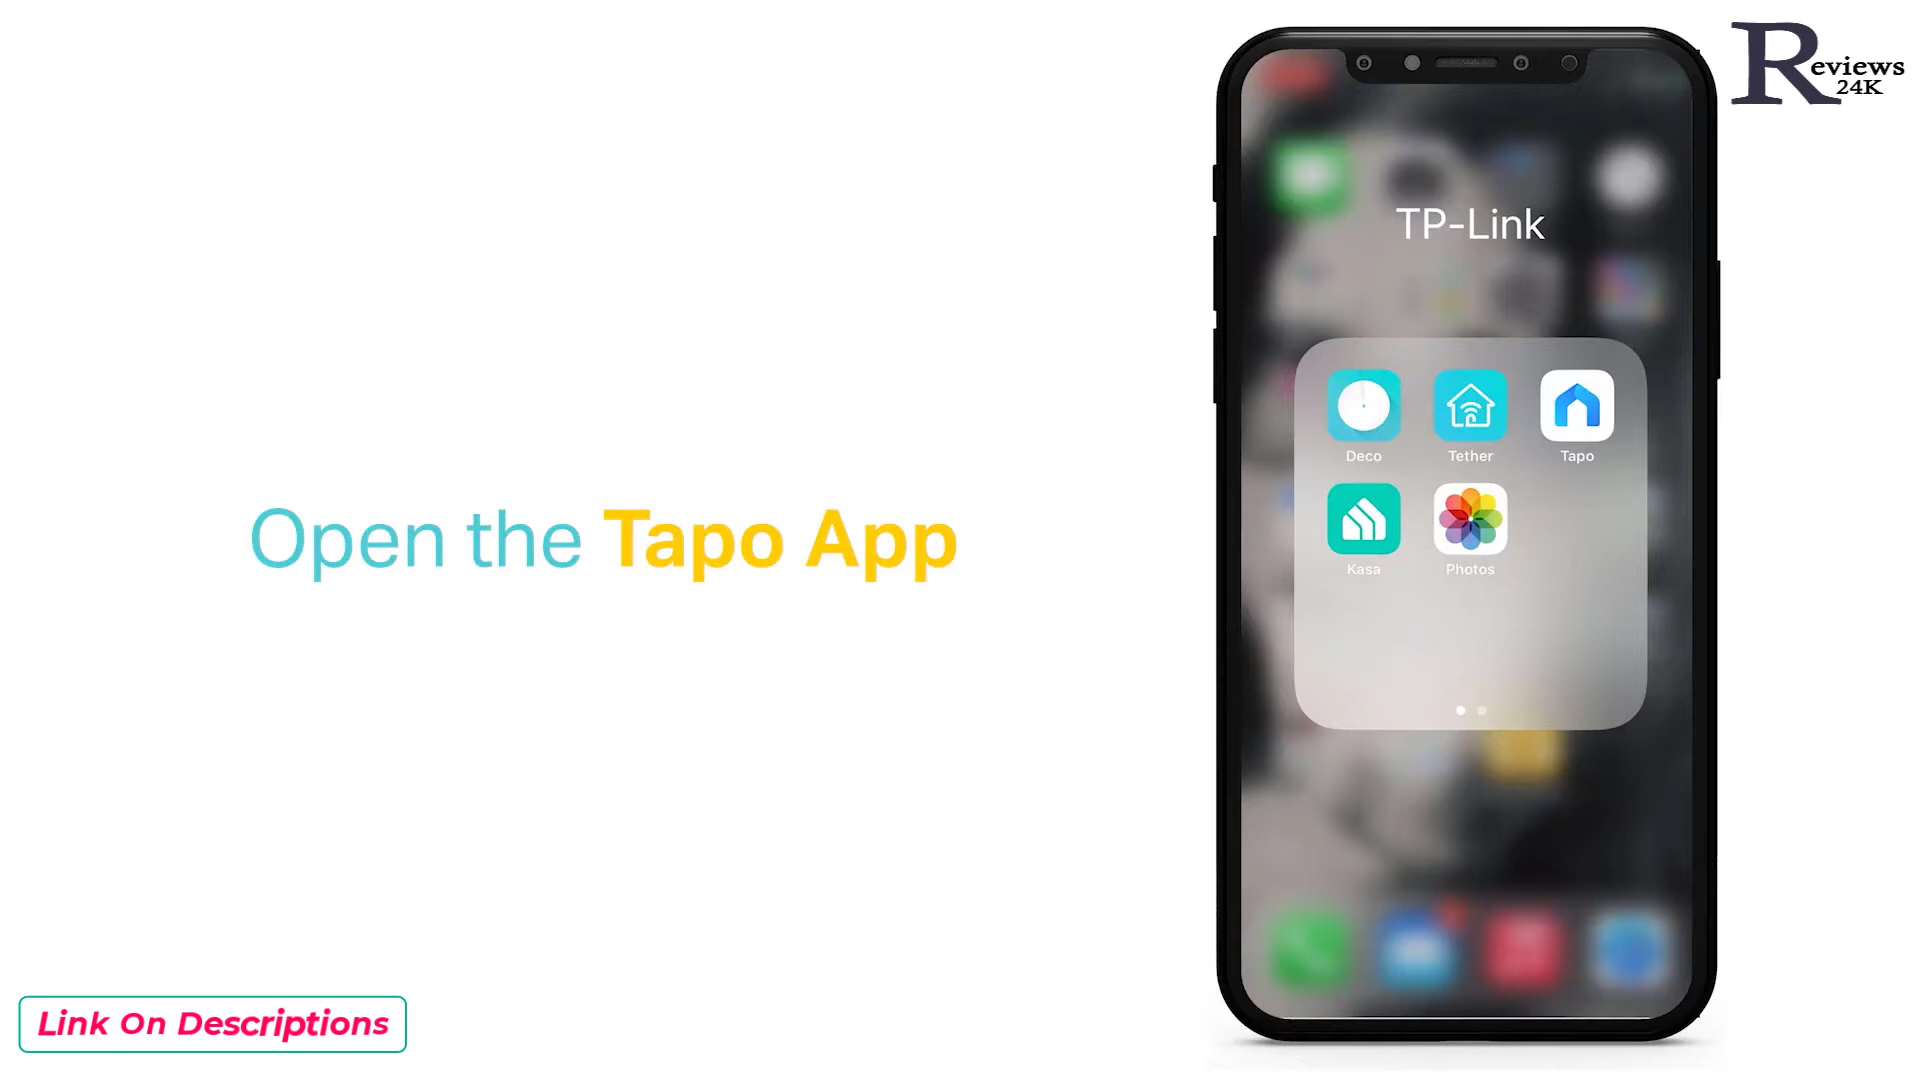 Reviews
24K
TP-Link
Deco
Tether
Tapo
Kasa
Photos
Open the Tapo App
Link On Descriptions